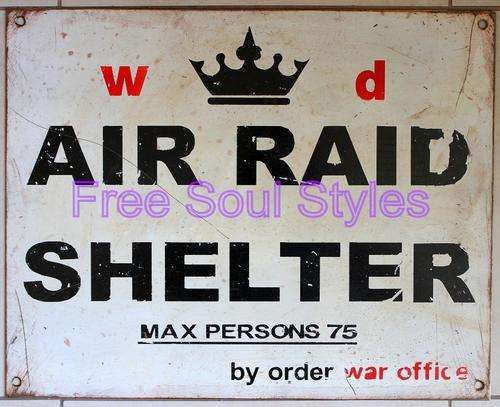 w d
AIR RAID
Free Soul Styles
SHELTER
MAX PERSONS 75
by order war office